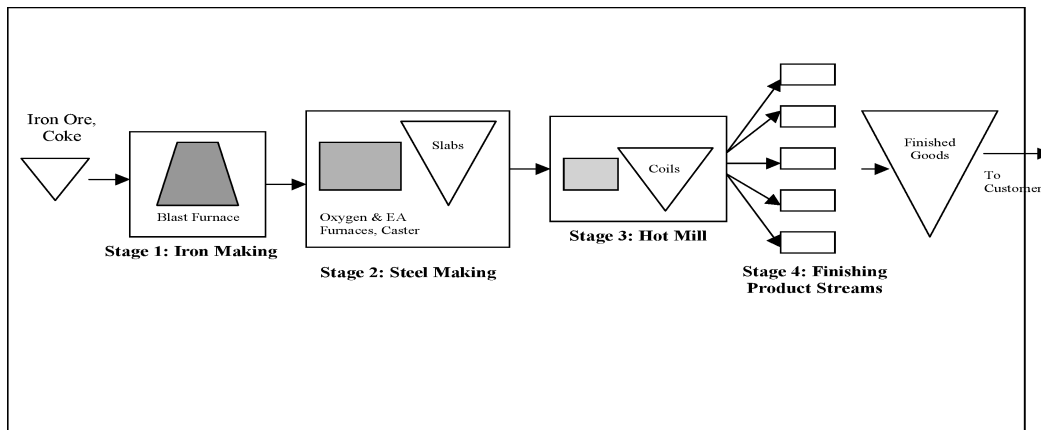 Iron Ore,
Coke
Blast Furnace
Stage 1: Iron Making
Slabs
Oxygen & EA
Furnaces, Caster
Stage 2: Steel Making
Coils
Stage 3: Hot Mill
Stage 4: Finishing
Product Streams
Finished
Goods
To
Customer